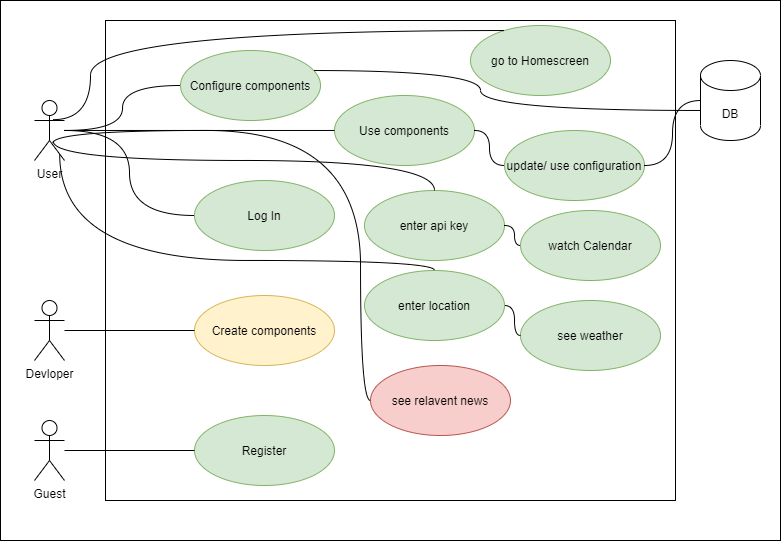 go to Homescreen
Configure components
DB
Use components
update/ use configuration
User
Log In
enter api key
watch Calendar
enter location
Create components
see weather
Devloper
see relavent news
Register
Guest